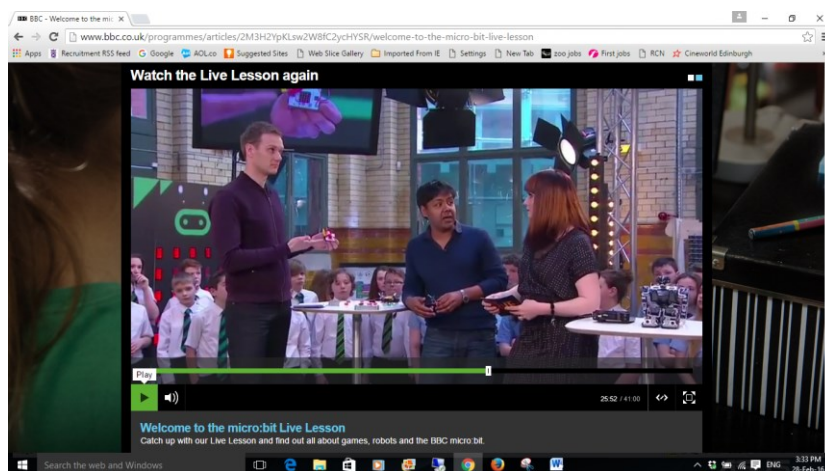 BBC - Welcome to the mic
www.bbc.co.uk/programmes/articles/2M3H2YpKLsw2W8fC2ycHYSR/welcome-to-the-micro-bit-live-lesson
Apps Recruitment RSS feed Google AOL.co Suggested Sites Web Slice Gallery Imported From IE Settings New Tab zoo jobs First jobs RCN Cineworld Edinburgh
Watch the Live Lesson again
Play
25:52 / 41:00
Welcome to the micro:bit Live Lesson
Catch up with our Live Lesson and find out all about games, robots and the BBC micro:bit.
Search the web and Windows
ENG
3:33 PM
28-Feb-16